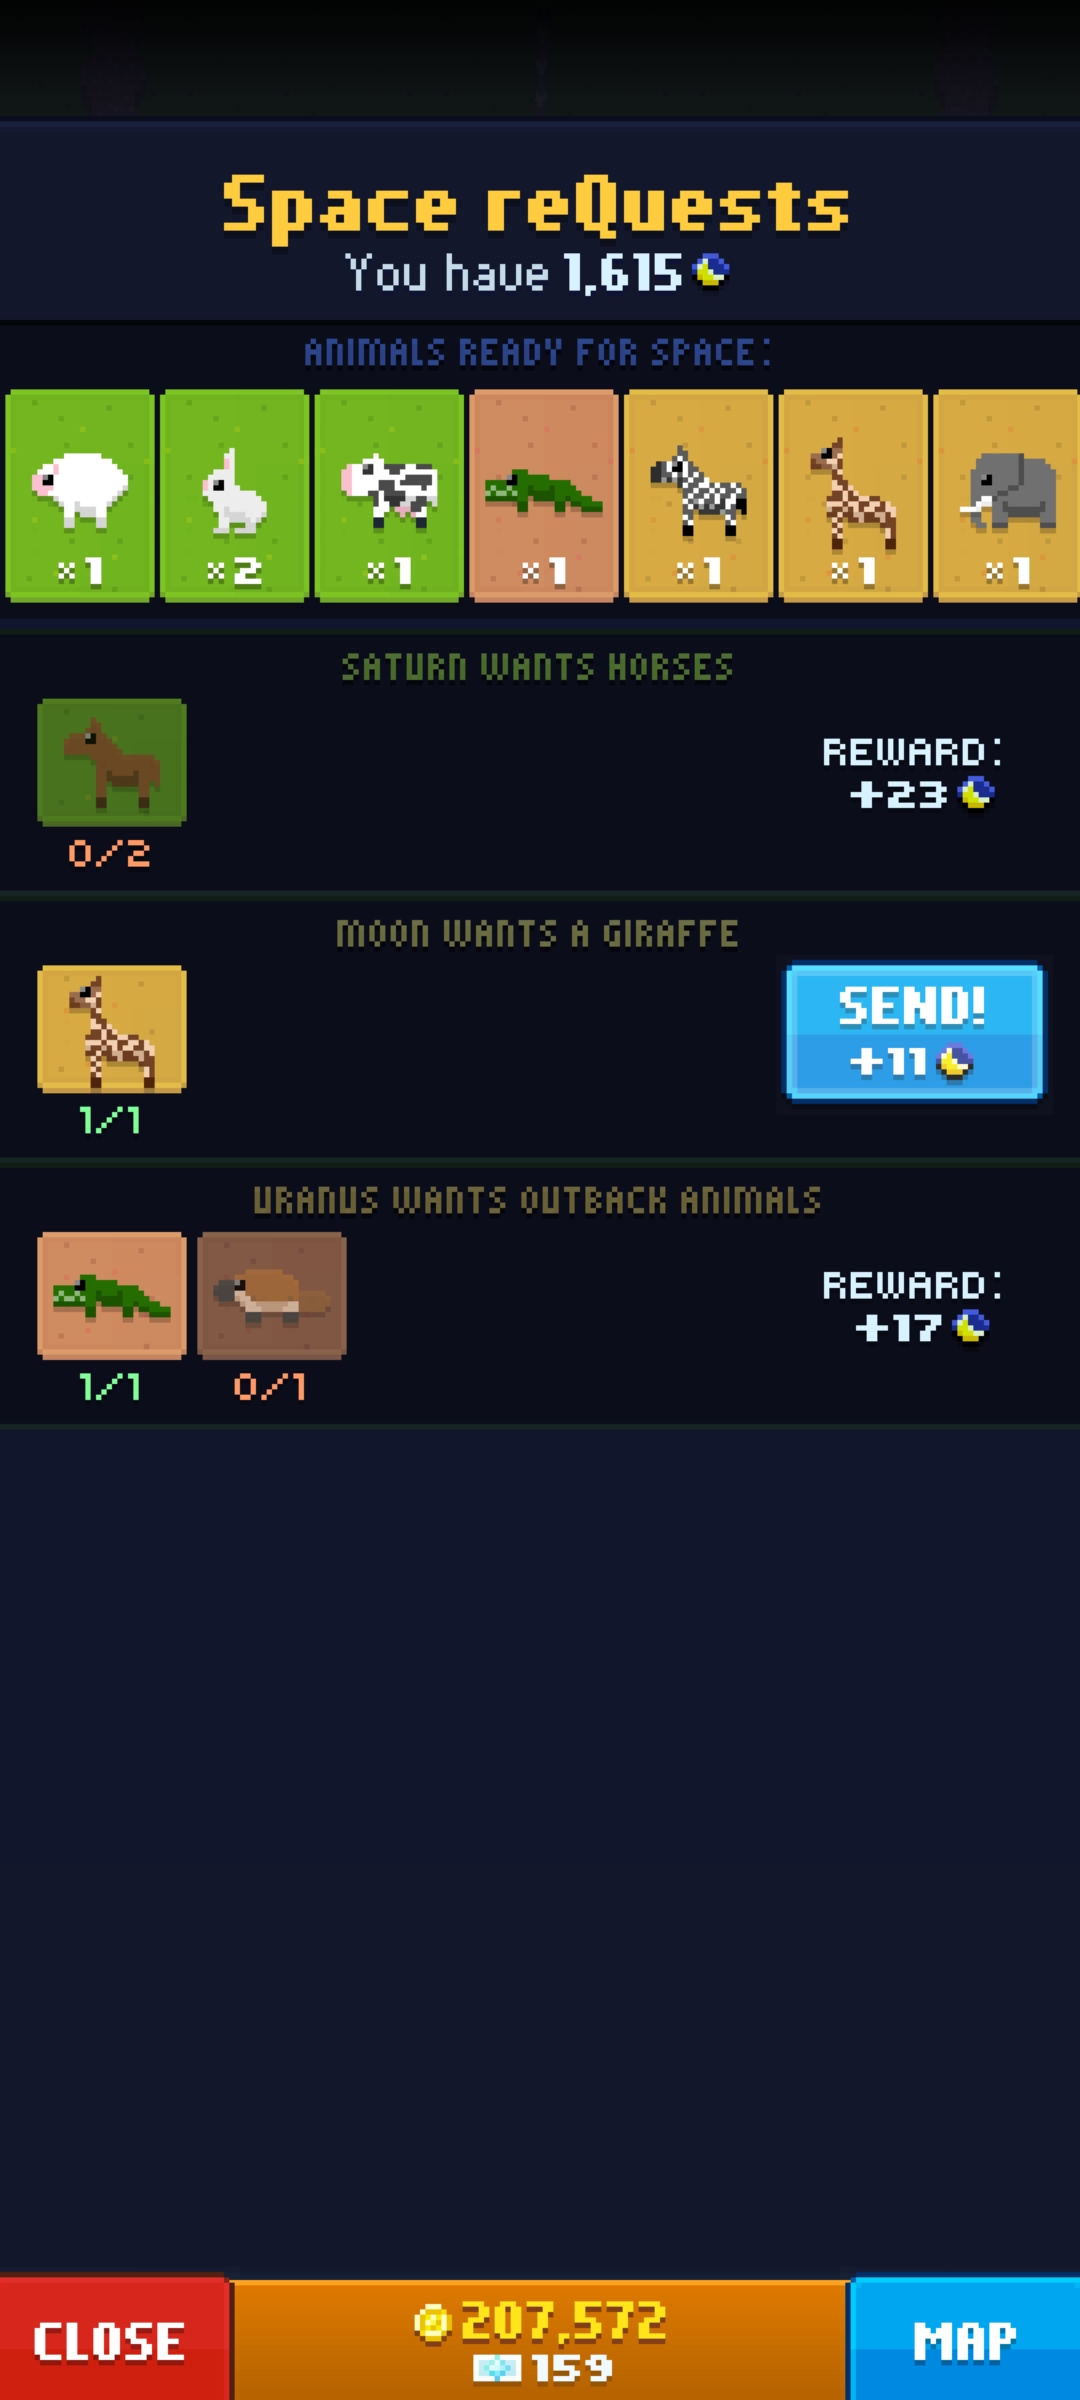 Space reQuests
You have 1,615
ANIMALS READY FOR SPACE:
×1 ×2 ×1 ×1 ×1 ×1 ×1
SATURN WANTS HORSES
REWARD:
+23
0/2
MOON WANTS A GIRAFFE
SEND!
+11
1/1
URANUS WANTS OUTBACK ANIMALS
REWARD:
+17
1/1 0/1
CLOSE
207,572
159
MAP